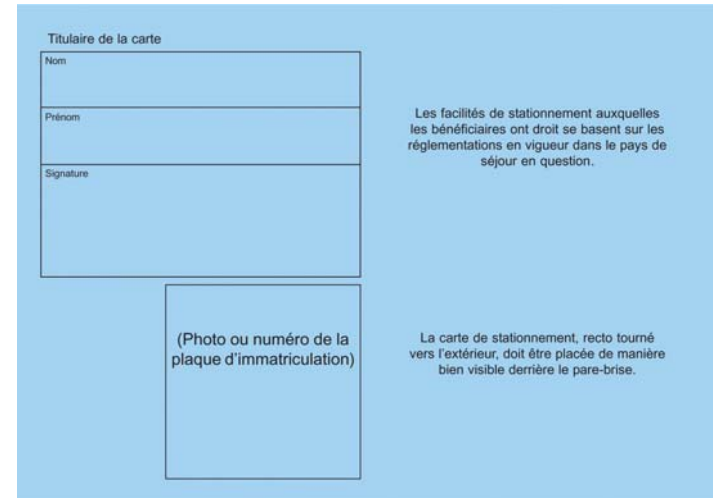 Titulaire de la carte
Nom
Prénom
Signature
(Photo ou numéro de la
plaque d'immatriculation)
Les facilités de stationnement auxquelles
les bénéficiaires ont droit se basent sur les
réglementations en vigueur dans le pays de
séjour en question.
La carte de stationnement, recto tourné
vers l'extérieur, doit être placée de manière
bien visible derrière le pare-brise.